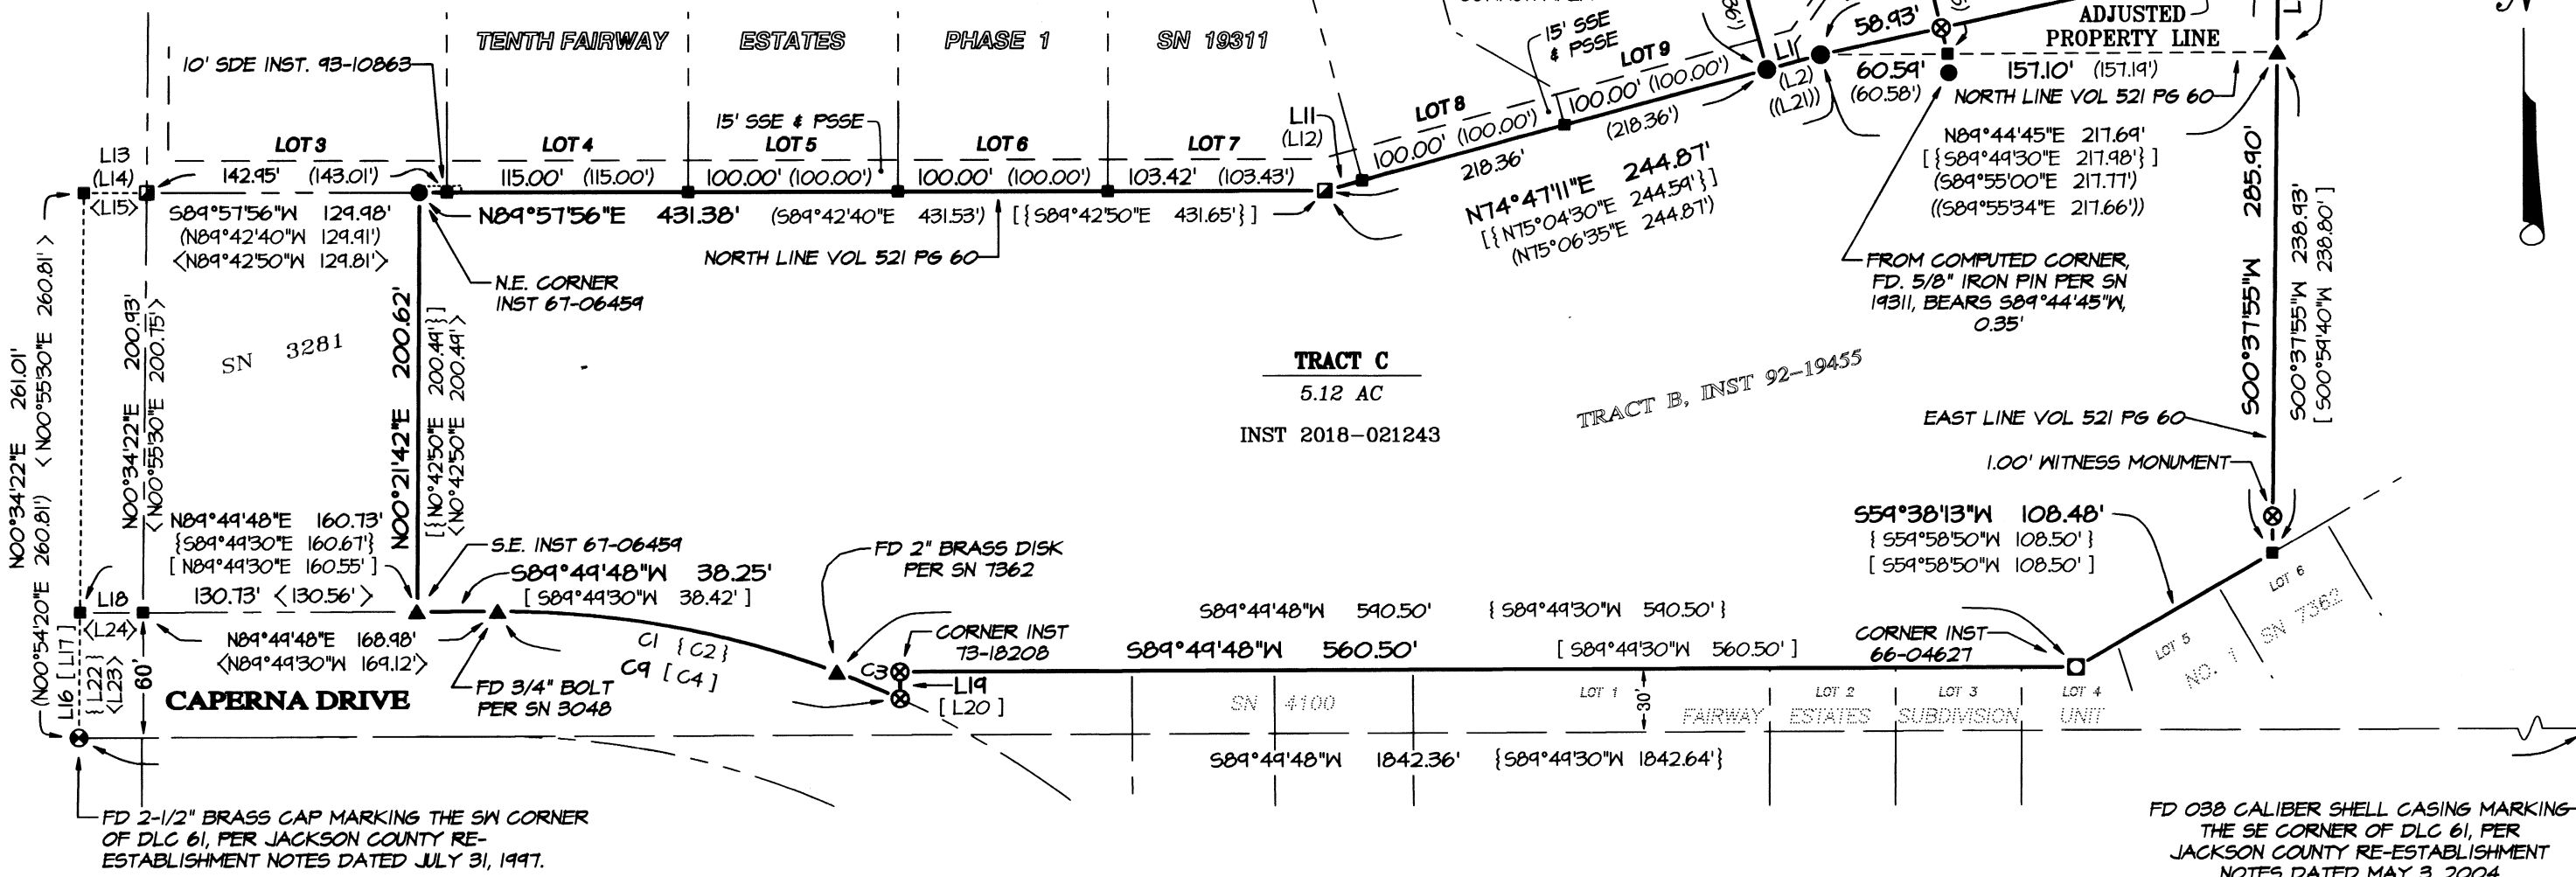 TENTH FAIRWAY ESTATES PHASE 1 SN 19311
10' SDE INST. 93-10863
15' SSE & PSSE
15' SSE
& PSSE
58.93'
ADJUSTED
PROPERTY LINE
LOT 3
LOT 4
LOT 5
LOT 6
LOT 7
LOT 8
LOT 9
L11
(L12)
L1
(L2)
((L21))
L13
(L14)
<L15>
142.95' (143.01')
115.00' (115.00')
100.00' (100.00')
100.00' (100.00')
103.42' (103.43')
100.00' (100.00')
100.00' (100.00')
218.36'
(218.36')
60.59'
(60.58')
157.10' (157.19')
NORTH LINE VOL 521 PG 60
S89°57'56"W 129.98'
(N89°42'40"W 129.91')
<N89°42'50"W 129.81'>
N89°57'56"E 431.38' (S89°42'40"E 431.53') [{S89°42'50"E 431.65'}]
NORTH LINE VOL 521 PG 60
N74°47'11"E 244.87'
[{N75°04'30"E 244.59'}]
(N75°06'35"E 244.87')
N89°44'45"E 217.69'
[{S89°49'30"E 217.98'}]
(S89°55'00"E 217.77')
((S89°55'34"E 217.66'))
N.E. CORNER
INST 67-06459
FROM COMPUTED CORNER,
FD. 5/8" IRON PIN PER SN
19311, BEARS S89°44'45"W,
0.35'
N00°34'22"E 261.01'
<N00°55'30"E 260.81'>
(N00°54'20"E 260.81')
N00°34'22"E 200.93'
<N00°55'30"E 200.75'>
SN 3281
N00°21'42"E 200.62'
[{N0°42'50"E 200.49'}]
<N0°42'50"E 200.49'>
TRACT C
5.12 AC
INST 2018-021243
TRACT B, INST 92-19455
S00°37'55"W 285.90'
S00°37'55"W 238.93'
[S00°59'40"W 238.80']
EAST LINE VOL 521 PG 60
1.00' WITNESS MONUMENT
N89°49'48"E 160.73'
{S89°49'30"E 160.67'}
[N89°49'30"E 160.55']
130.73' <130.56'>
S.E. INST 67-06459
S89°49'48"W 38.25'
[S89°49'30"W 38.42']
FD 2" BRASS DISK
PER SN 7362
S59°38'13"W 108.48'
{S59°58'50"W 108.50'}
[S59°58'50"W 108.50']
L18
<L24>
L16 [L17]
{L22}
<L23>
60'
N89°49'48"E 168.98'
<N89°49'30"W 169.12'>
C1 {C2}
C9 [C4]
C3
CORNER INST
73-18208
L19
[L20]
S89°49'48"W 590.50' {S89°49'30"W 590.50'}
S89°49'48"W 560.50' [S89°49'30"W 560.50']
CORNER INST
66-04627
LOT 5
LOT 6
NO. 1 SN 7362
CAPERNA DRIVE
FD 3/4" BOLT
PER SN 3048
30'
SN 4100
LOT 1
LOT 2
LOT 3
LOT 4
FAIRWAY ESTATES SUBDIVISION UNIT
S89°49'48"W 1842.36' {S89°49'30"W 1842.64'}
FD 2-1/2" BRASS CAP MARKING THE SW CORNER
OF DLC 61, PER JACKSON COUNTY RE-
ESTABLISHMENT NOTES DATED JULY 31, 1997.
FD 038 CALIBER SHELL CASING MARKING
THE SE CORNER OF DLC 61, PER
JACKSON COUNTY RE-ESTABLISHMENT
NOTES DATED MAY 3, 2004